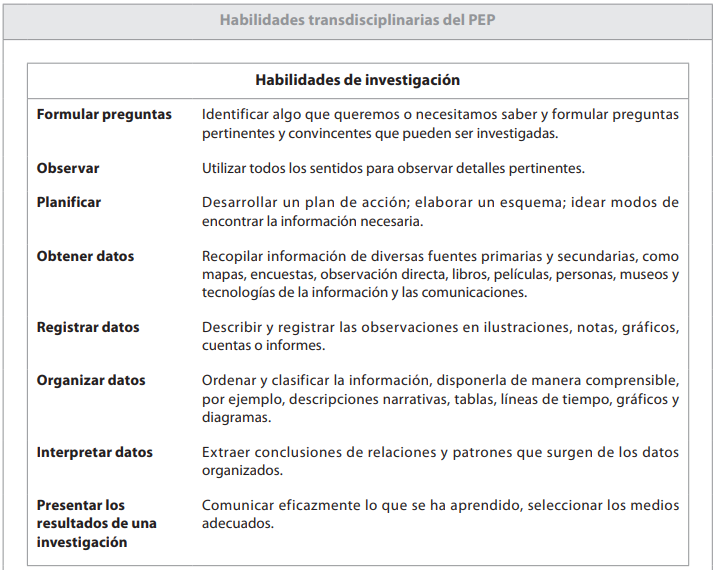 Habilidades transdisciplinarias del PEP
Habilidades de investigación
Formular preguntas
Identificar algo que queremos o necesitamos saber y formular preguntas
pertinentes y convincentes que pueden ser investigadas.
Observar
Utilizar todos los sentidos para observar detalles pertinentes.
Planificar
Desarrollar un plan de acción; elaborar un esquema; idear modos de
encontrar la información necesaria.
Obtener datos
Recopilar información de diversas fuentes primarias y secundarias, como
mapas, encuestas, observación directa, libros, películas, personas, museos y
tecnologías de la información y las comunicaciones.
Registrar datos
Describir y registrar las observaciones en ilustraciones, notas, gráficos,
cuentas o informes.
Organizar datos
Ordenar y clasificar la información, disponerla de manera comprensible,
por ejemplo, descripciones narrativas, tablas, líneas de tiempo, gráficos y
diagramas.
Interpretar datos
Extraer conclusiones de relaciones y patrones que surgen de los datos
organizados.
Presentar los
resultados de una
investigación
Comunicar eficazmente lo que se ha aprendido, seleccionar los medios
adecuados.